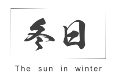 冬日
The sun in winter